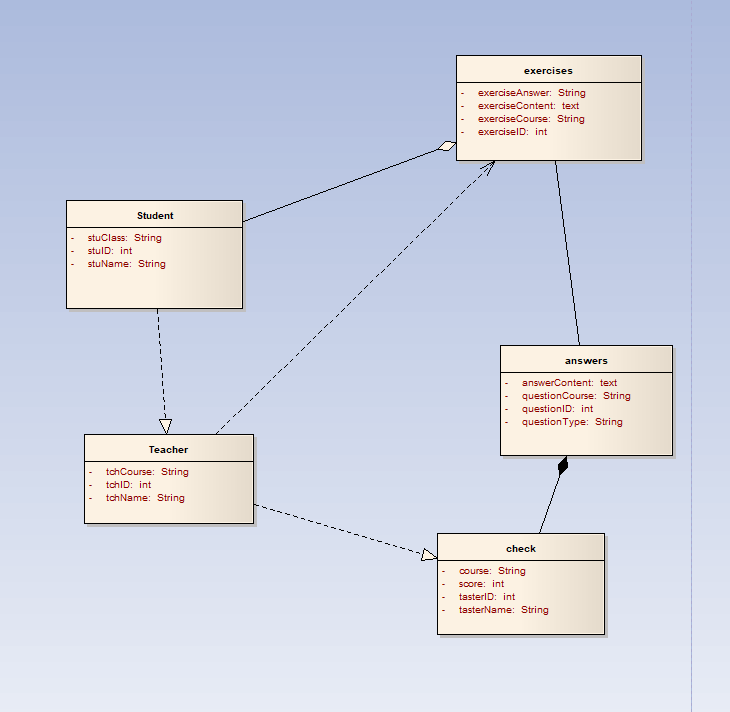 exercises
- exerciseAnswer: String
- exerciseContent: text
- exerciseCourse: String
- exerciseID: int
Student
- stuClass: String
- stuID: int
- stuName: String
answers
- answerContent: text
- questionCourse: String
- questionID: int
- questionType: String
Teacher
- tchCourse: String
- tchID: int
- tchName: String
check
- course: String
- score: int
- tasterID: int
- tasterName: String